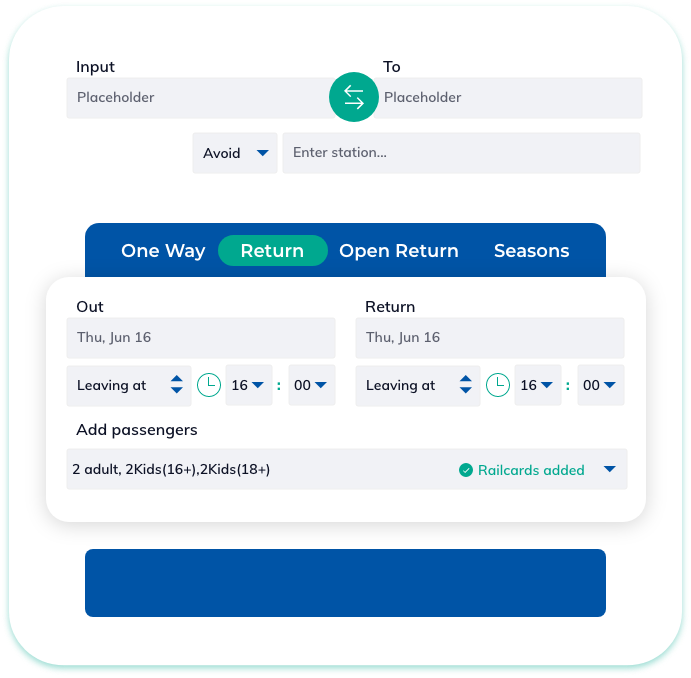 Input To
Placeholder Placeholder
Avoid Enter station...
One Way Return Open Return Seasons
Out Return
Thu, Jun 16 Thu, Jun 16
Leaving at 16 : 00 Leaving at 16 : 00
Add passengers
2 adult, 2Kids(16+),2Kids(18+) Railcards added